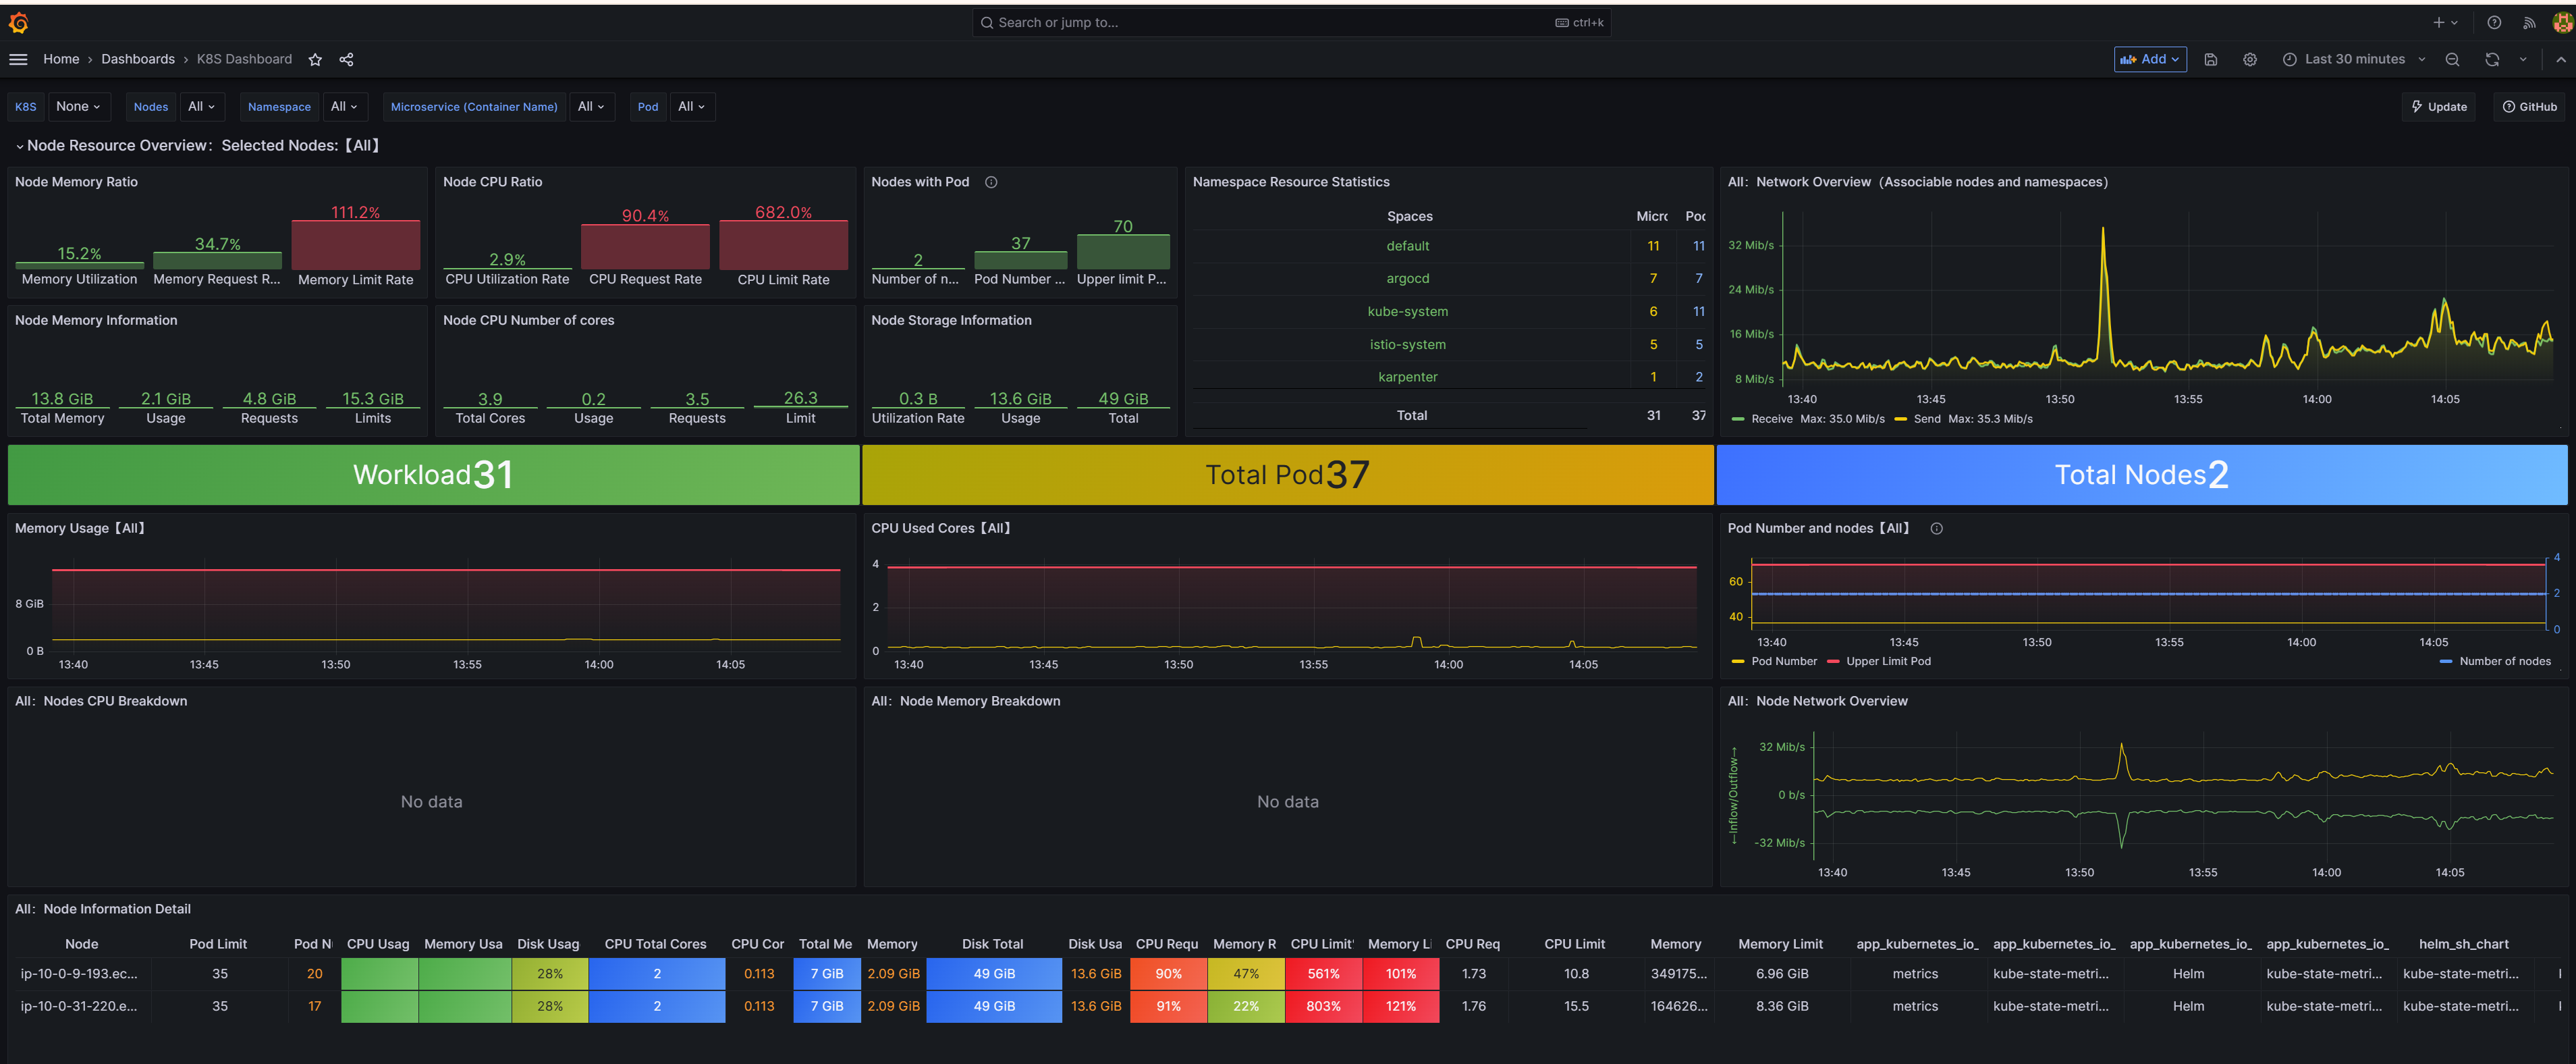 Search or jump to... ctrl+k
Home › Dashboards › K8S Dashboard
Add
Last 30 minutes
K8S None Nodes All Namespace All Microservice (Container Name) All Pod All
Update GitHub
Node Resource Overview: Selected Nodes:【All】
Node Memory Ratio
15.2% 34.7% 111.2%
Memory Utilization Memory Request R... Memory Limit Rate
Node CPU Ratio
2.9% 90.4% 682.0%
CPU Utilization Rate CPU Request Rate CPU Limit Rate
Nodes with Pod
2 37 70
Number of n... Pod Number ... Upper limit P...
Node Memory Information
13.8 GiB 2.1 GiB 4.8 GiB 15.3 GiB
Total Memory Usage Requests Limits
Node CPU Number of cores
3.9 0.2 3.5 26.3
Total Cores Usage Requests Limit
Node Storage Information
0.3 B 13.6 GiB 49 GiB
Utilization Rate Usage Total
Namespace Resource Statistics
Spaces Micro Pod
default 11 11
argocd 7 7
kube-system 6 11
istio-system 5 5
karpenter 1 2
Total 31 37
All: Network Overview (Associable nodes and namespaces)
32 Mib/s
24 Mib/s
16 Mib/s
8 Mib/s
13:40 13:45 13:50 13:55 14:00 14:05
Receive Max: 35.0 Mib/s Send Max: 35.3 Mib/s
Workload31
Total Pod37
Total Nodes2
Memory Usage【All】
8 GiB
0 B
13:40 13:45 13:50 13:55 14:00 14:05
CPU Used Cores【All】
4
2
0
13:40 13:45 13:50 13:55 14:00 14:05
Pod Number and nodes【All】
60
40
4
2
0
13:40 13:45 13:50 13:55 14:00 14:05
Pod Number Upper Limit Pod Number of nodes
All: Nodes CPU Breakdown
No data
All: Node Memory Breakdown
No data
All: Node Network Overview
←Inflow/Outflow→
32 Mib/s
0 b/s
-32 Mib/s
13:40 13:45 13:50 13:55 14:00 14:05
All: Node Information Detail
Node Pod Limit Pod N CPU Usag Memory Usa Disk Usag CPU Total Cores CPU Cor Total Me Memory Disk Total Disk Usa CPU Requ Memory R CPU Limit Memory Li CPU Req CPU Limit Memory Memory Limit app_kubernetes_io_ app_kubernetes_io_ app_kubernetes_io_ app_kubernetes_io_ helm_sh_chart
ip-10-0-9-193.ec... 35 20 28% 2 0.113 7 GiB 2.09 GiB 49 GiB 13.6 GiB 90% 47% 561% 101% 1.73 10.8 349175... 6.96 GiB metrics kube-state-metri... Helm kube-state-metri... kube-state-metri...
ip-10-0-31-220.e... 35 17 28% 2 0.113 7 GiB 2.09 GiB 49 GiB 13.6 GiB 91% 22% 803% 121% 1.76 15.5 164626... 8.36 GiB metrics kube-state-metri... Helm kube-state-metri... kube-state-metri...